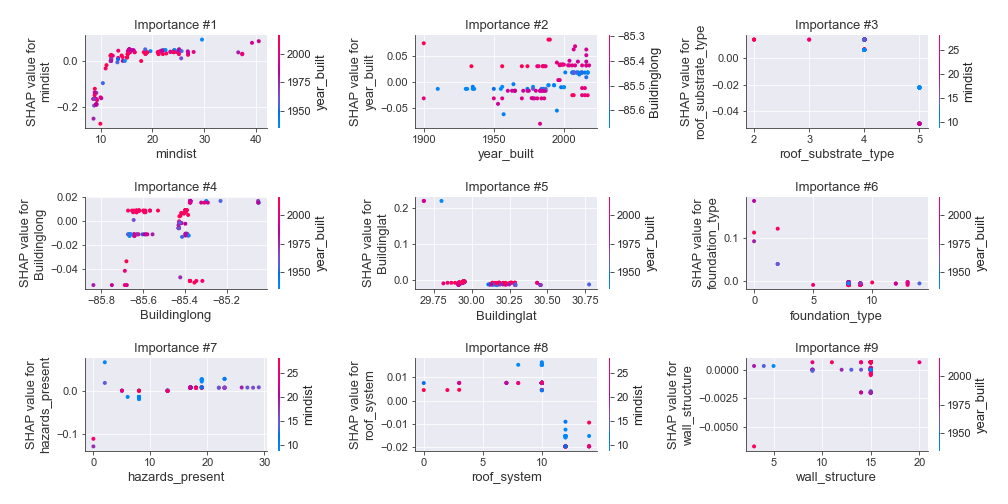 Importance #1
SHAP value for
mindist
0.0
−0.2
10
20
30
40
mindist
2000
1975
1950
year_built
Importance #2
SHAP value for
year_built
0.05
0.00
−0.05
1900
1950
2000
year_built
−85.3
−85.4
−85.5
−85.6
Buildinglong
Importance #3
SHAP value for
roof_substrate_type
0.00
−0.02
−0.04
2
3
4
5
roof_substrate_type
25
20
15
10
mindist
Importance #4
SHAP value for
Buildinglong
0.02
0.00
−0.02
−0.04
−85.8
−85.6
−85.4
−85.2
Buildinglong
2000
1975
1950
year_built
Importance #5
SHAP value for
Buildinglat
0.2
0.1
0.0
29.75
30.00
30.25
30.50
30.75
Buildinglat
2000
1975
1950
year_built
Importance #6
SHAP value for
foundation_type
0.1
0.0
0
5
10
foundation_type
2000
1975
1950
year_built
Importance #7
SHAP value for
hazards_present
0.0
−0.1
0
10
20
30
hazards_present
25
20
15
10
mindist
Importance #8
SHAP value for
roof_system
0.01
0.00
−0.01
−0.02
0
5
10
roof_system
25
20
15
10
mindist
Importance #9
SHAP value for
wall_structure
0.0000
−0.0025
−0.0050
5
10
15
20
wall_structure
2000
1975
1950
year_built